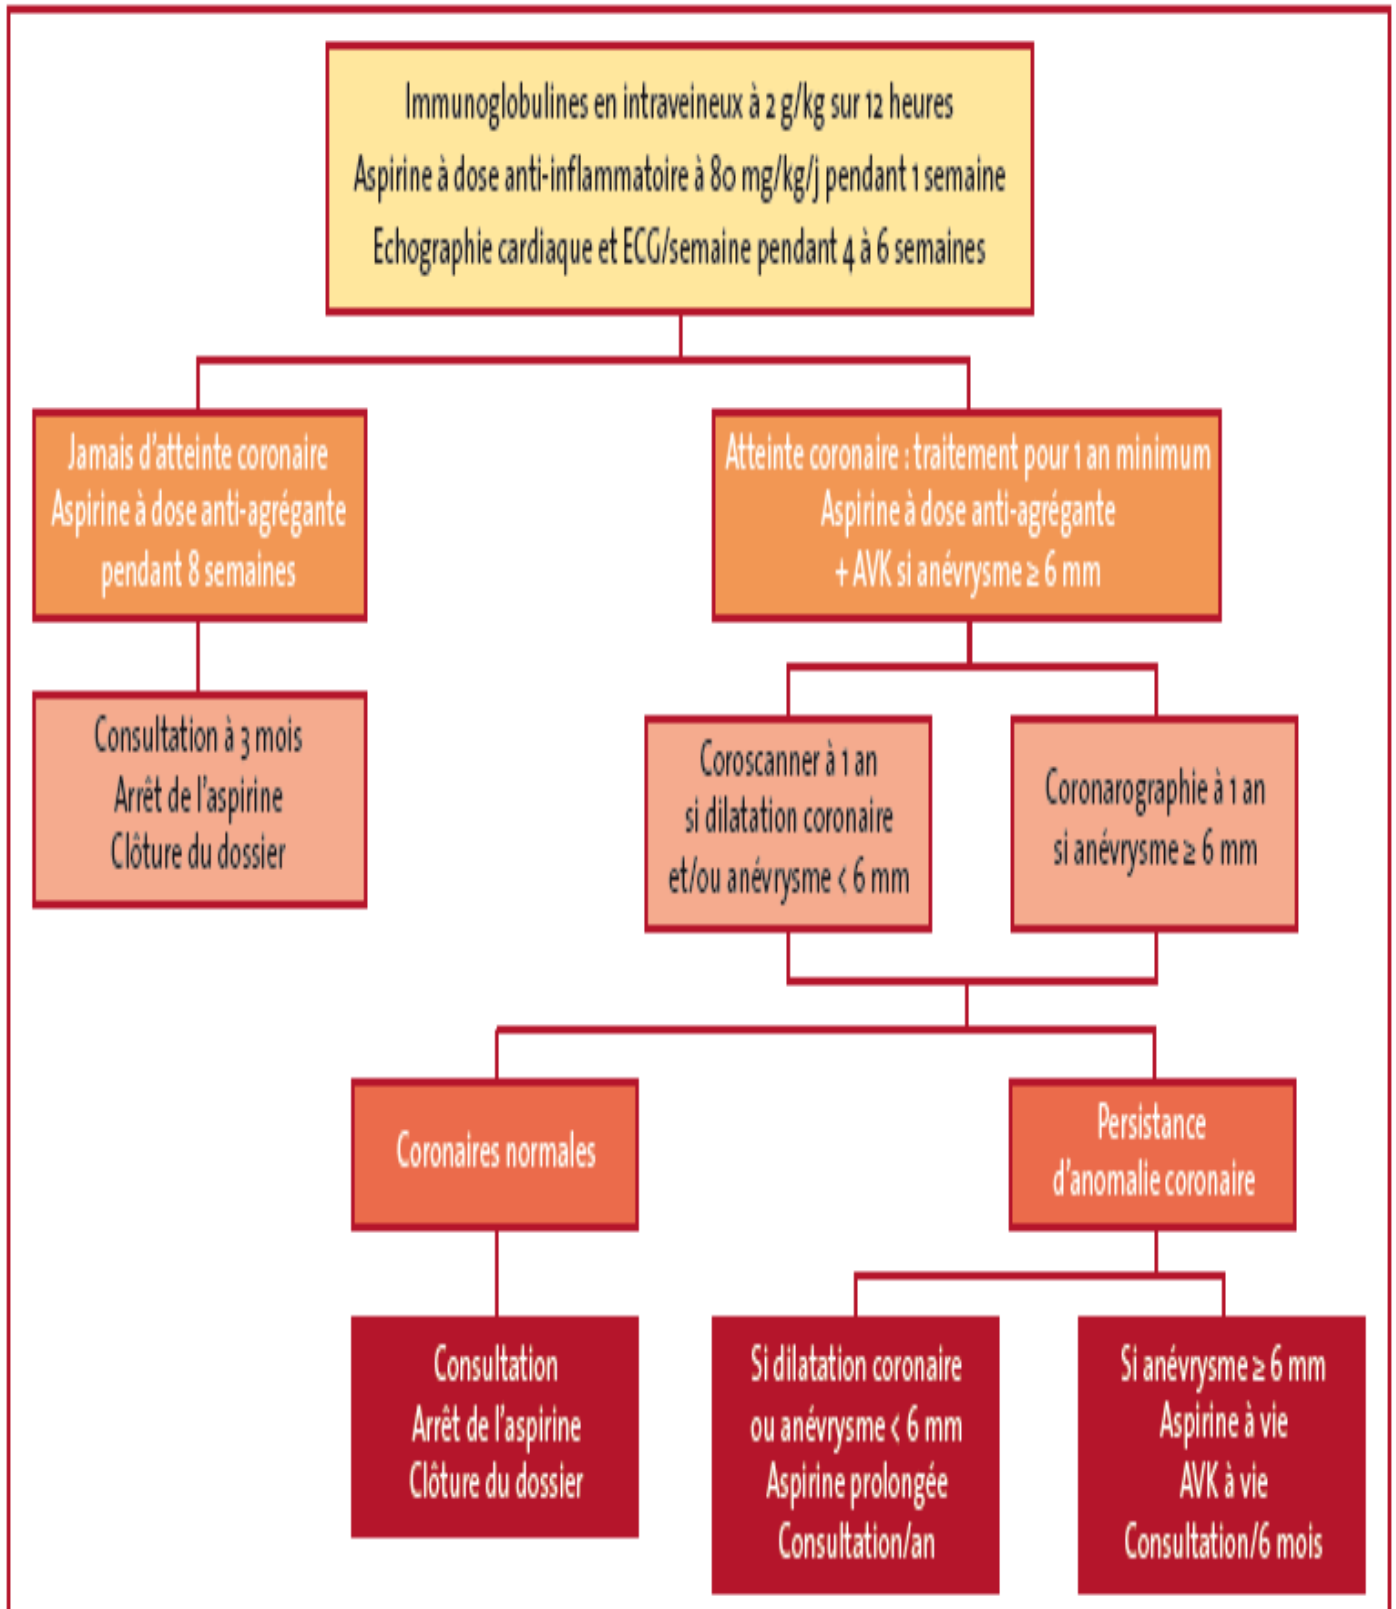 Immunoglobulines en intraveineux à 2 g/kg sur 12 heures
Aspirine à dose anti-inflammatoire à 80 mg/kg/j pendant 1 semaine
Echographie cardiaque et ECG/semaine pendant 4 à 6 semaines
Jamais d'atteinte coronaire
Aspirine à dose anti-agrégante
pendant 8 semaines
Atteinte coronaire : traitement pour 1 an minimum
Aspirine à dose anti-agrégante
+ AVK si anévrysme ≥ 6 mm
Consultation à 3 mois
Arrêt de l'aspirine
Clôture du dossier
Coroscanner à 1 an
si dilatation coronaire
et/ou anévrysme < 6 mm
Coronarographie à 1 an
si anévrysme ≥ 6 mm
Coronaires normales
Persistance
d'anomalie coronaire
Consultation
Arrêt de l'aspirine
Clôture du dossier
Si dilatation coronaire
ou anévrysme < 6 mm
Aspirine prolongée
Consultation/an
Si anévrysme ≥ 6 mm
Aspirine à vie
AVK à vie
Consultation/6 mois